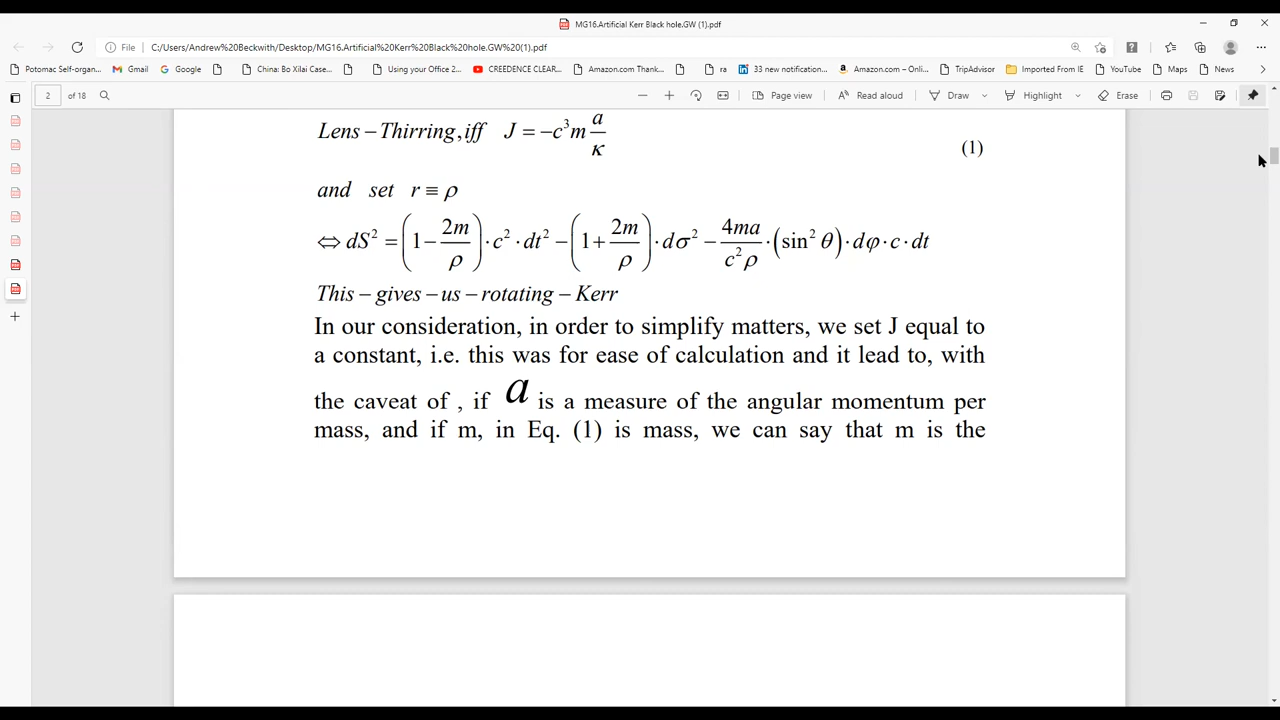 MG16.Artificial Kerr Black hole.GW (1).pdf
File C:/Users/Andrew%20Beckwith/Desktop/MG16.Artificial%20Kerr%20Black%20hole.GW%20(1).pdf
Potomac Self-organ... Gmail Google China: Bo Xilai Case... Using your Office 2... CREEDENCE CLEAR... Amazon.com Thank... ra 33 new notification... Amazon.com – Onli... TripAdvisor Imported From IE YouTube Maps News
2 of 18 Page view Read aloud Draw Highlight Erase
Lens – Thirring, iff J = −c³m a/κ
(1)
and set r ≡ ρ
⇔ dS² = (1 − 2m/ρ) · c² · dt² − (1 + 2m/ρ) · dσ² − 4ma/c²ρ · (sin² θ) · dφ · c · dt
This – gives – us – rotating – Kerr
In our consideration, in order to simplify matters, we set J equal to
a constant, i.e. this was for ease of calculation and it lead to, with
the caveat of , if a is a measure of the angular momentum per
mass, and if m, in Eq. (1) is mass, we can say that m is the